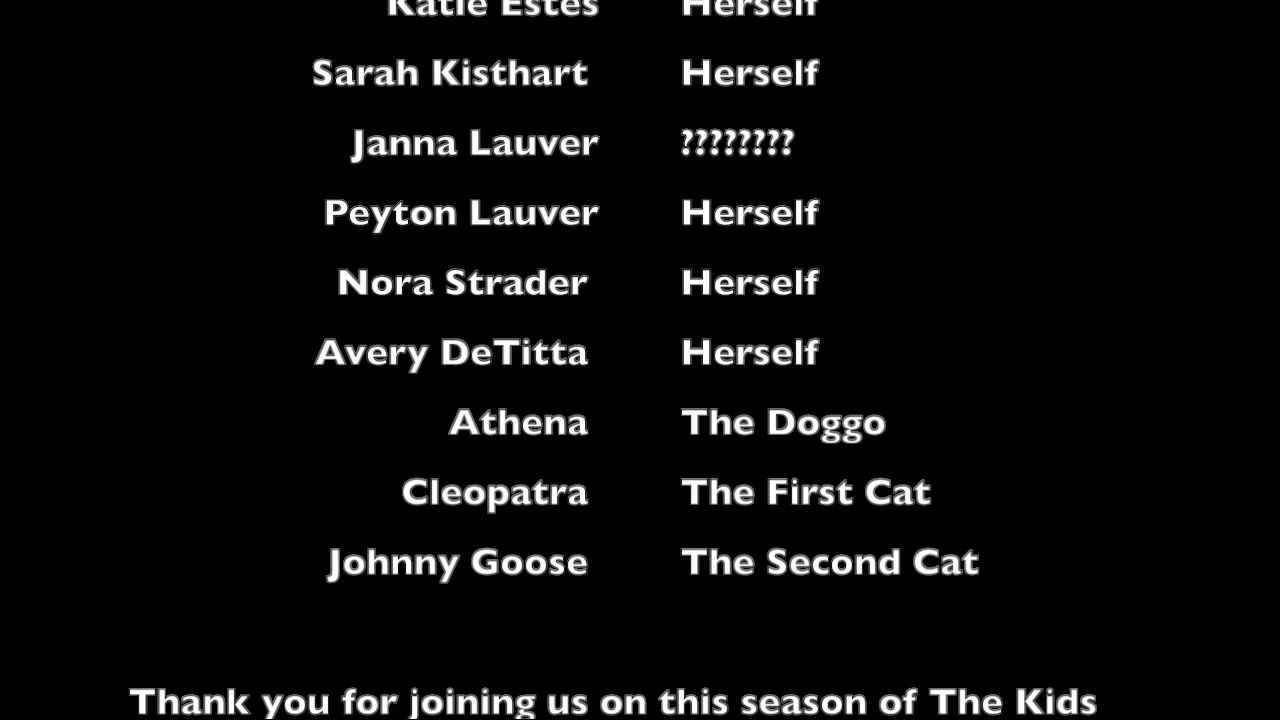 Katie Estes Herself
Sarah Kisthart Herself
Janna Lauver ????????
Peyton Lauver Herself
Nora Strader Herself
Avery DeTitta Herself
Athena The Doggo
Cleopatra The First Cat
Johnny Goose The Second Cat
Thank you for joining us on this season of The Kids